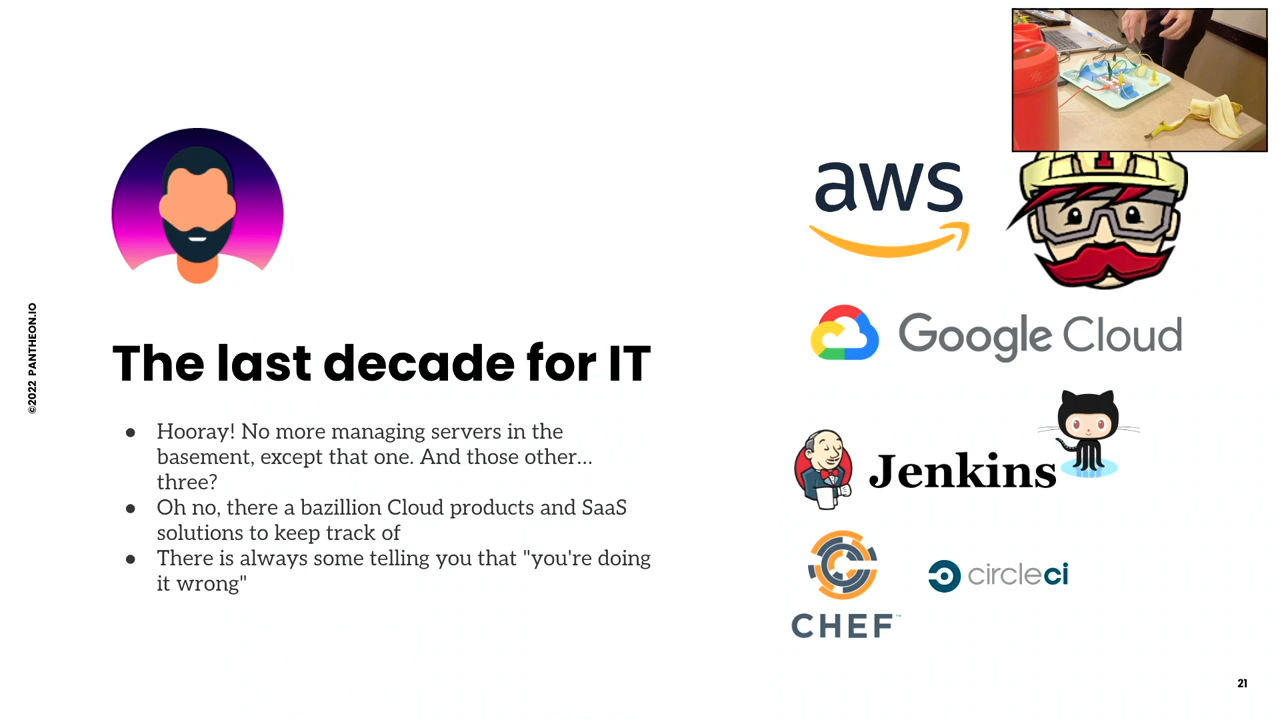 ©2022 PANTHEON.IO
The last decade for IT
● Hooray! No more managing servers in the
basement, except that one. And those other...
three?
● Oh no, there a bazillion Cloud products and SaaS
solutions to keep track of
● There is always some telling you that "you're doing
it wrong"
aws
T
Google Cloud
Jenkins
CHEF™
circleci
21